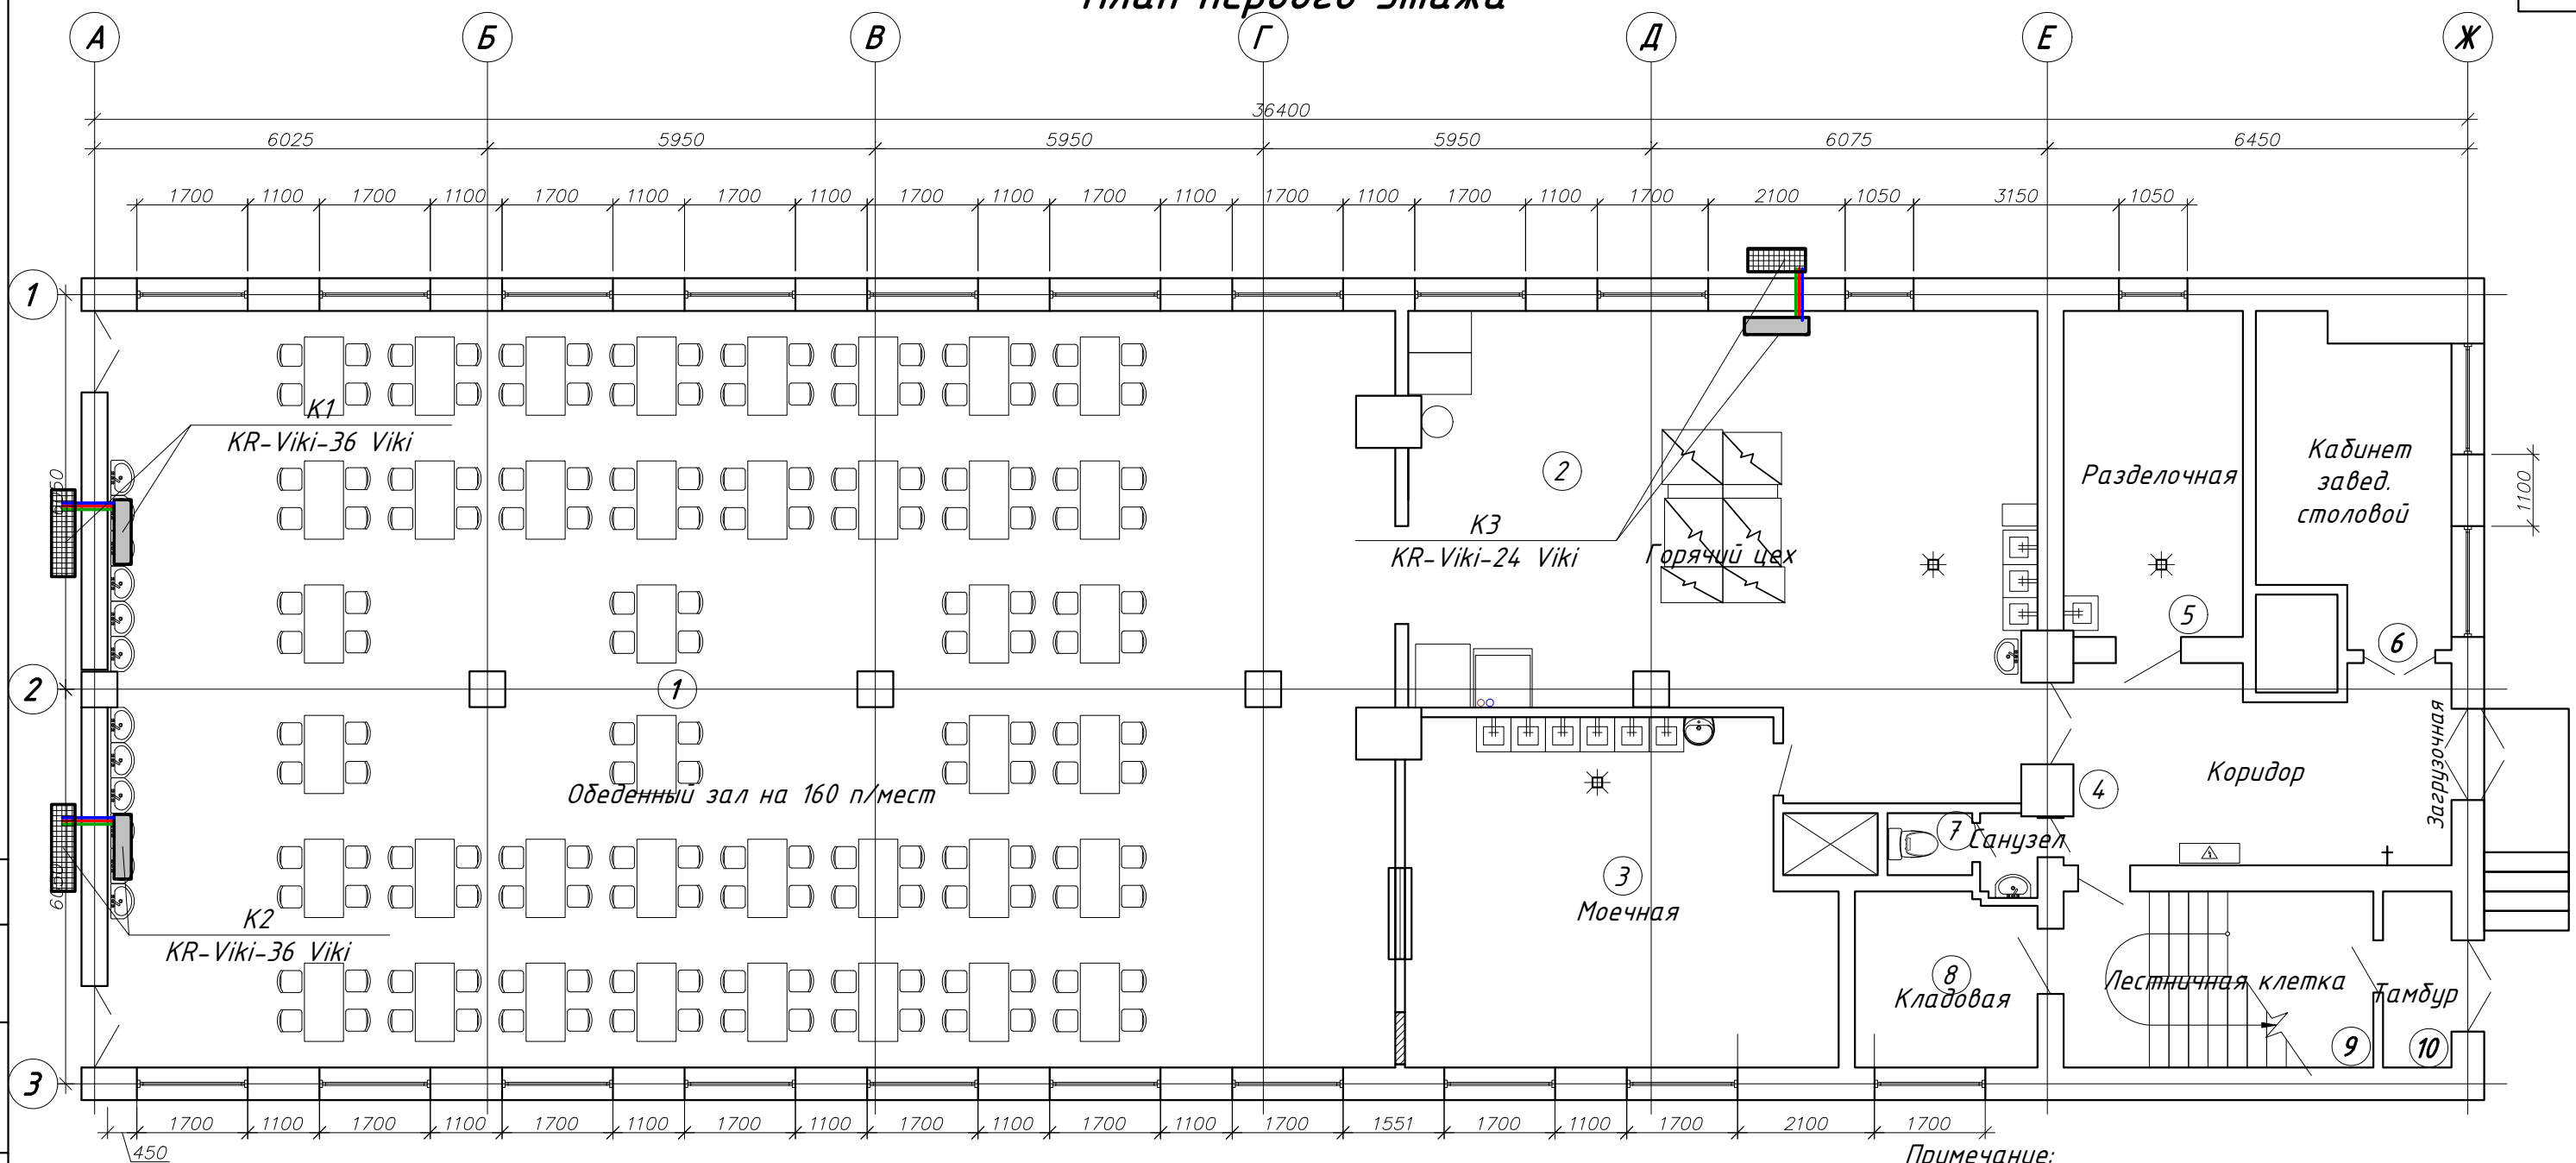 План первого этажа
А Б В Г Д Е Ж
36400
6025 5950 5950 5950 6075 6450
1700 1100 1700 1100 1700 1100 1700 1100 1700 1100 1700 1100 1700 1100 1700 1100 1700 2100 1050 3150 1050
1
К1
KR-Viki-36 Viki
2
Кабинет
завед.
столовой
Разделочная
1100
К3
KR-Viki-24 Viki
Горячий цех
5
6
2
1
Загрузочная
Коридор
4
Обеденный зал на 160 п/мест
7
Санузел
3
Моечная
К2
KR-Viki-36 Viki
8
Кладовая
Лестничная клетка
Тамбур
9
10
3
1700 1100 1700 1100 1700 1100 1700 1100 1700 1100 1700 1100 1700 1551 1700 1100 1700 2100 1700
450
Примечание: